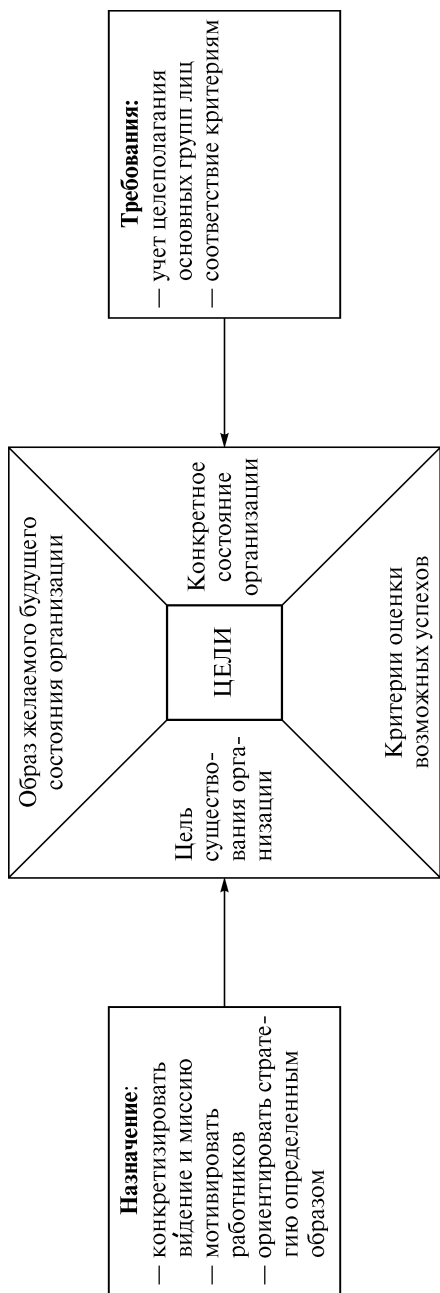 Назначение:
— конкретизировать
ви́дение и миссию
— мотивировать
работников
— ориентировать страте-
гию определенным
образом
Образ желаемого будущего
состояния организации
Цель
существо-
вания орга-
низации
ЦЕЛИ
Конкретное
состояние
организации
Критерии оценки
возможных успехов
Требования:
— учет целеполагания
основных групп лиц
— соответствие критериям